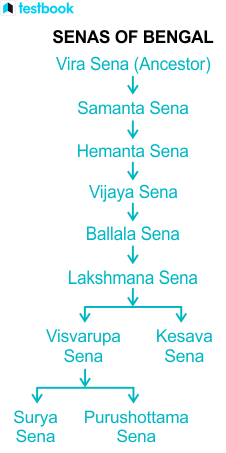 testbook
SENAS OF BENGAL
Vira Sena (Ancestor)
Samanta Sena
Hemanta Sena
Vijaya Sena
Ballala Sena
Lakshmana Sena
Visvarupa
Sena
Kesava
Sena
Surya
Sena
Purushottama
Sena